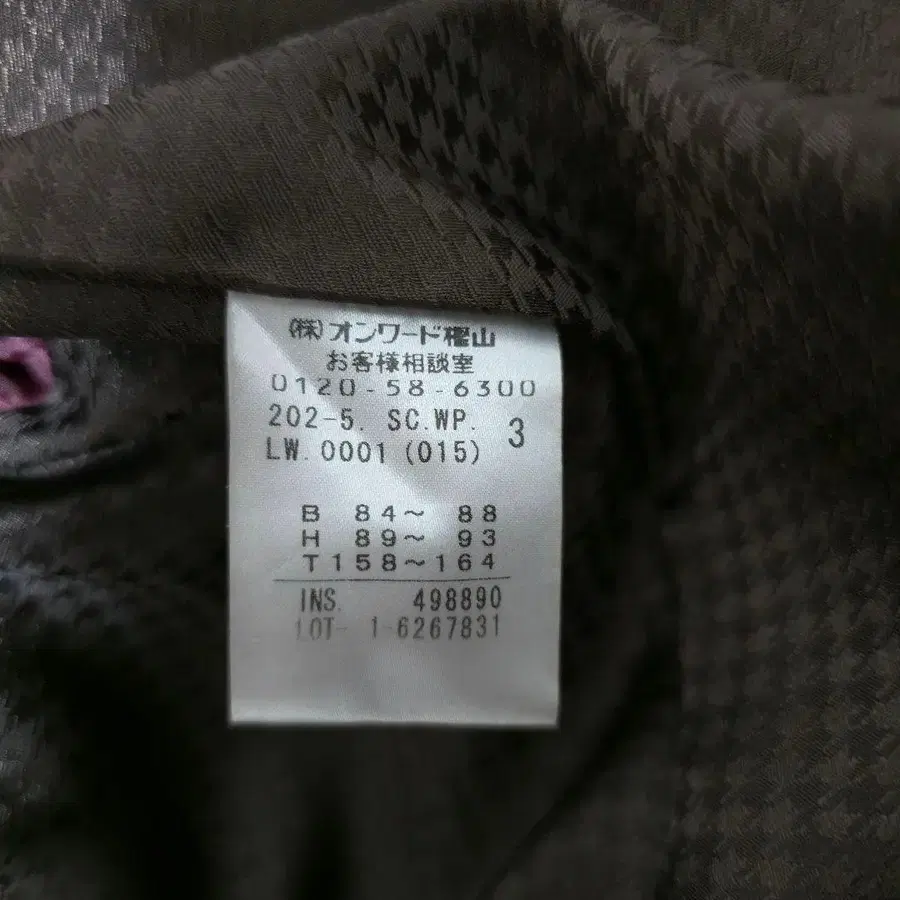 (株)オンワード樫山
お客様相談室
0120-58-6300
202-5. SC.WP. 3
LW.0001(015)
B 84～ 88
H 89～ 93
T158～164
INS. 498890
LOT- 1-6267831